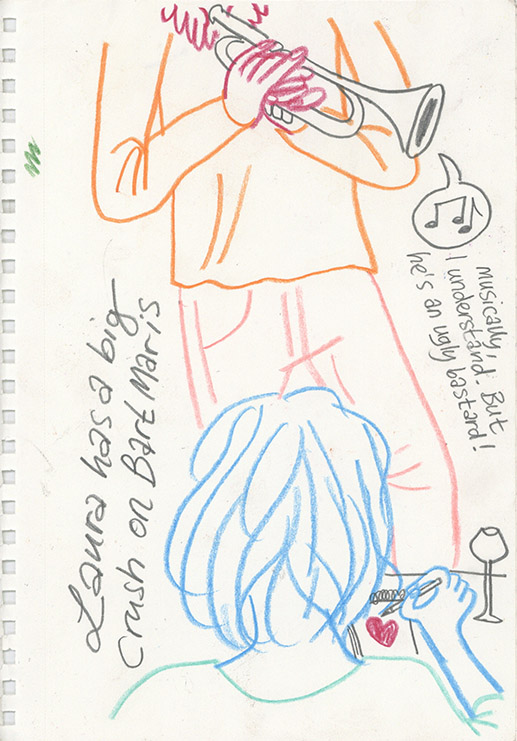 Laura has a big
crush on Bart Maris
musically,
I understand. But
he's an ugly bastard!